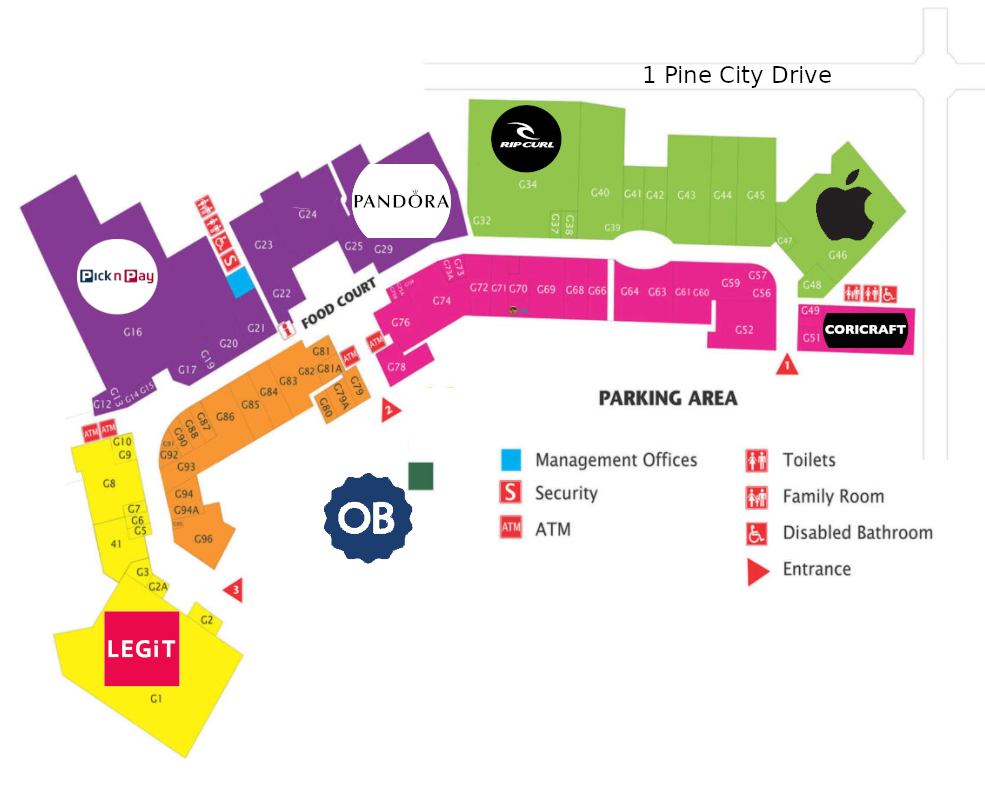 1 Pine City Drive
RIP CURL
G34
G32
G37
G38
G40
G39
G41
G42
G43
G44
G45
G47
G46
G48
PANDÖRA
G24
G23
G25
G29
G22
S
Pick n Pay
G16
G21
G20
G19
G17
G15
G14
G13
G12
FOOD COURT
i
G73
G73A
G74
G76
G78
G72
G71
G70
G69
G68
G66
G64
G63
G61
G60
G59
G57
G56
G52
G49
G51
CORICRAFT
1
ATM
ATM
G81
G82
G81A
G83
G84
G85
G86
G87
G88
G90
G91
G92
G93
G94
G94A
G96
G79
G79A
G80
2
PARKING AREA
ATM
ATM
G10
G9
G8
G7
G6
G5
41
G3
G2A
G2
3
LEGiT
G1
OB
Management Offices
S Security
ATM ATM
Toilets
Family Room
Disabled Bathroom
Entrance